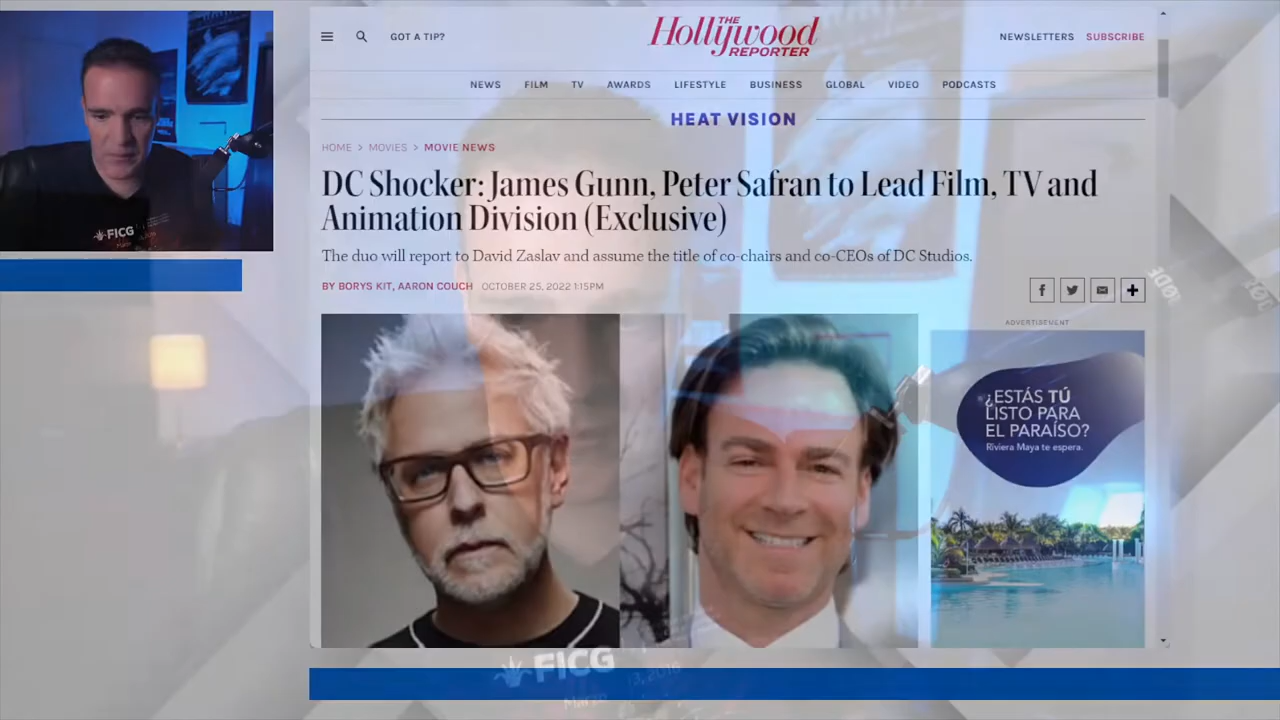 THE
Hollywood
REPORTER
GOT A TIP?
NEWSLETTERS SUBSCRIBE
NEWS FILM TV AWARDS LIFESTYLE BUSINESS GLOBAL VIDEO PODCASTS
HEAT VISION
HOME > MOVIES > MOVIE NEWS
DC Shocker: James Gunn, Peter Safran to Lead Film, TV and
Animation Division (Exclusive)
The duo will report to David Zaslav and assume the title of co-chairs and co-CEOs of DC Studios.
BY BORYS KIT, AARON COUCH OCTOBER 25, 2022 1:15PM
ADVERTISEMENT
¿ESTÁS TÚ
LISTO PARA
EL PARAÍSO?
Riviera Maya te espera.
FICG
FICG